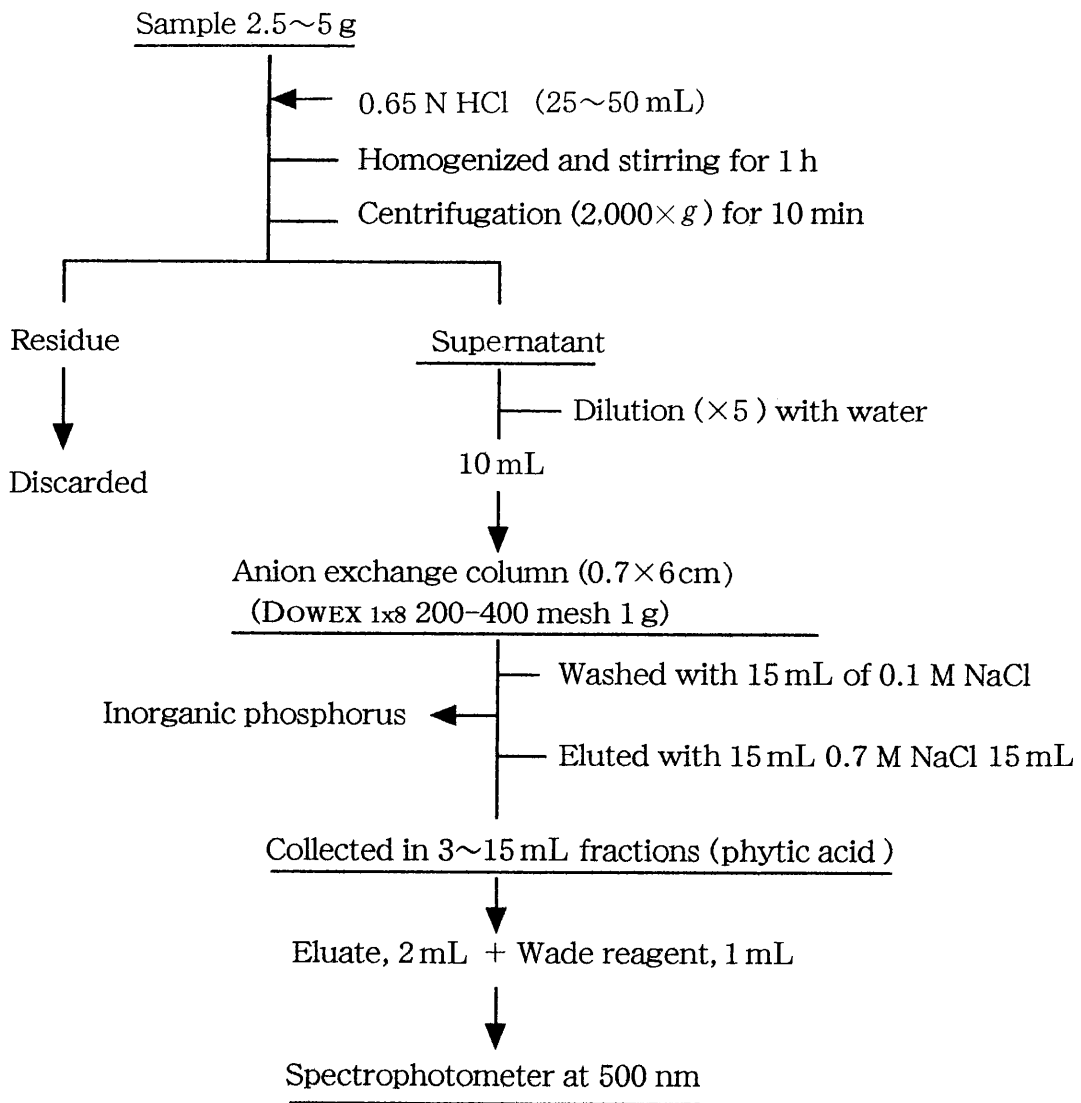 Sample 2.5~5 g
0.65 N HCl (25~50 mL)
Homogenized and stirring for 1 h
Centrifugation (2,000×g) for 10 min
Residue
Supernatant
Dilution (×5) with water
10 mL
Discarded
Anion exchange column (0.7×6cm)
(DOWEX 1x8 200-400 mesh 1 g)
Washed with 15 mL of 0.1 M NaCl
Inorganic phosphorus
Eluted with 15 mL 0.7 M NaCl 15 mL
Collected in 3~15 mL fractions (phytic acid)
Eluate, 2 mL + Wade reagent, 1 mL
Spectrophotometer at 500 nm